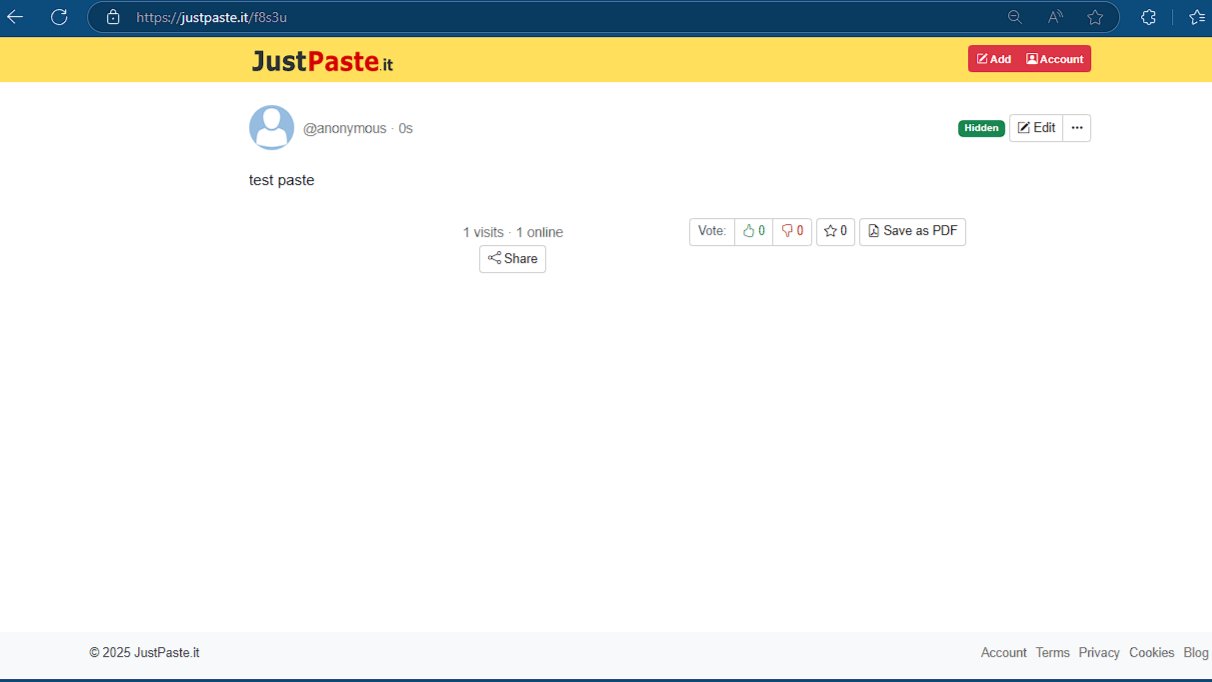 https://justpaste.it/f8s3u
JustPaste.it
Add Account
@anonymous · 0s
Hidden Edit
test paste
1 visits · 1 online
Vote: 0 0 0 Save as PDF
Share
© 2025 JustPaste.it
Account Terms Privacy Cookies Blog